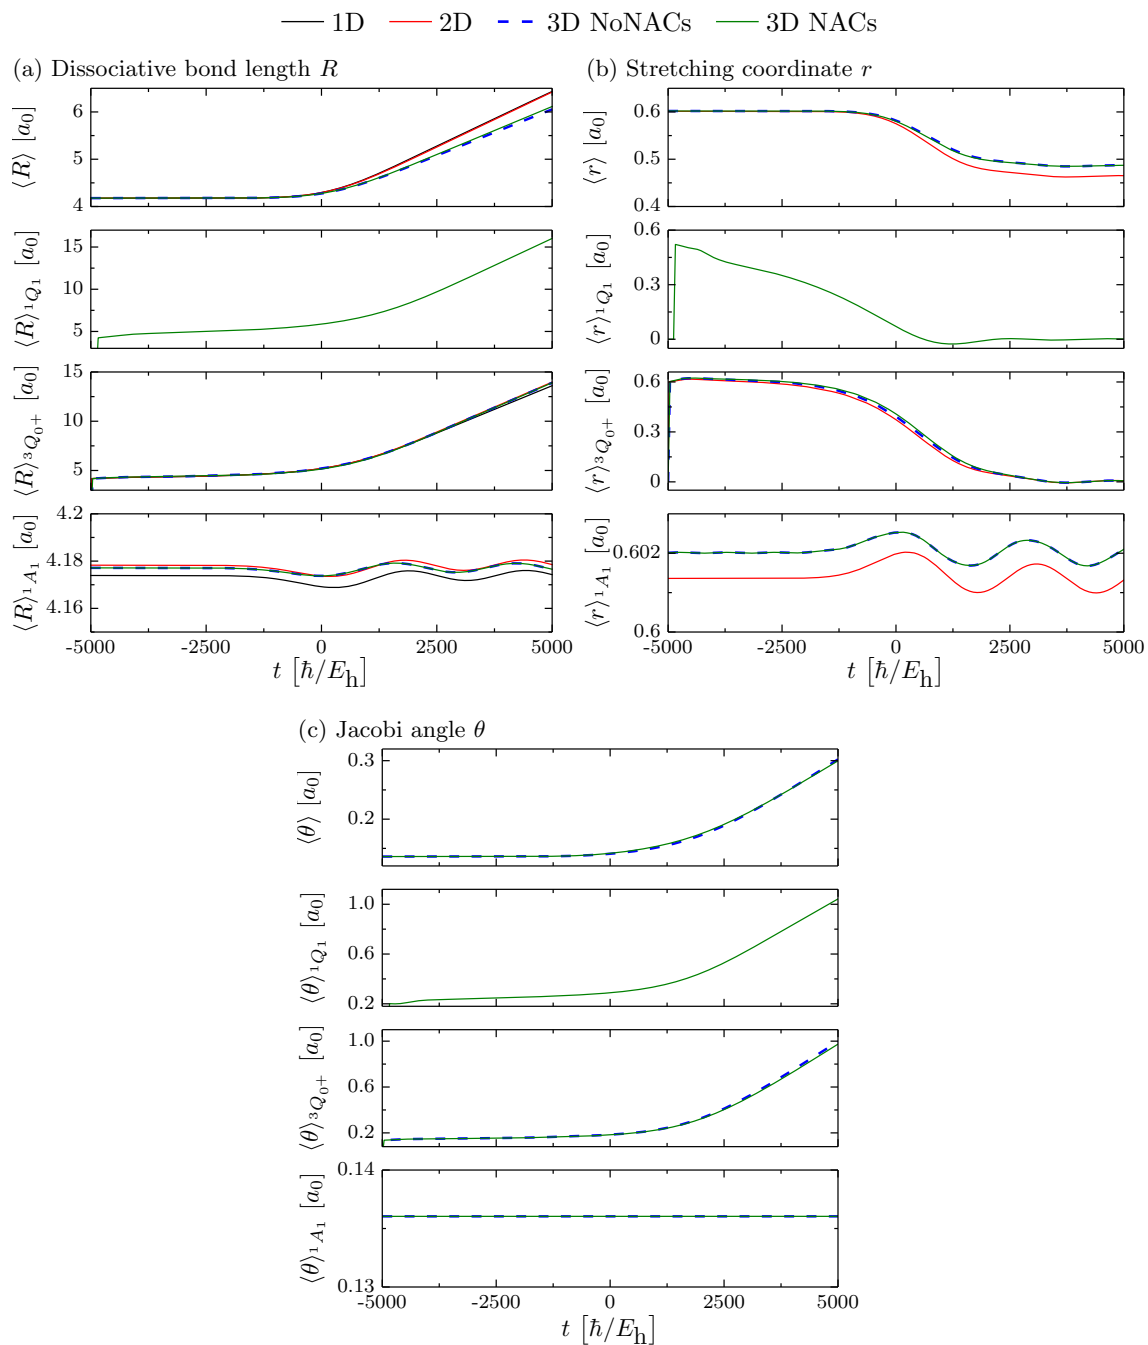 1D 2D 3D NoNACs 3D NACs
(a) Dissociative bond length R
⟨R⟩ [a₀]
6
5
4
⟨R⟩¹Q₁ [a₀]
15
10
5
⟨R⟩³Q₀₊ [a₀]
15
10
5
⟨R⟩¹A₁ [a₀]
4.2
4.18
4.16
-5000 -2500 0 2500 5000
t [ħ/Eh]
(b) Stretching coordinate r
⟨r⟩ [a₀]
0.6
0.5
0.4
⟨r⟩¹Q₁ [a₀]
0.6
0.3
0
⟨r⟩³Q₀₊ [a₀]
0.6
0.3
0
⟨r⟩¹A₁ [a₀]
0.602
0.6
-5000 -2500 0 2500 5000
t [ħ/Eh]
(c) Jacobi angle θ
⟨θ⟩ [a₀]
0.3
0.2
⟨θ⟩¹Q₁ [a₀]
1.0
0.6
0.2
⟨θ⟩³Q₀₊ [a₀]
1.0
0.6
0.2
⟨θ⟩¹A₁ [a₀]
0.14
0.13
-5000 -2500 0 2500 5000
t [ħ/Eh]